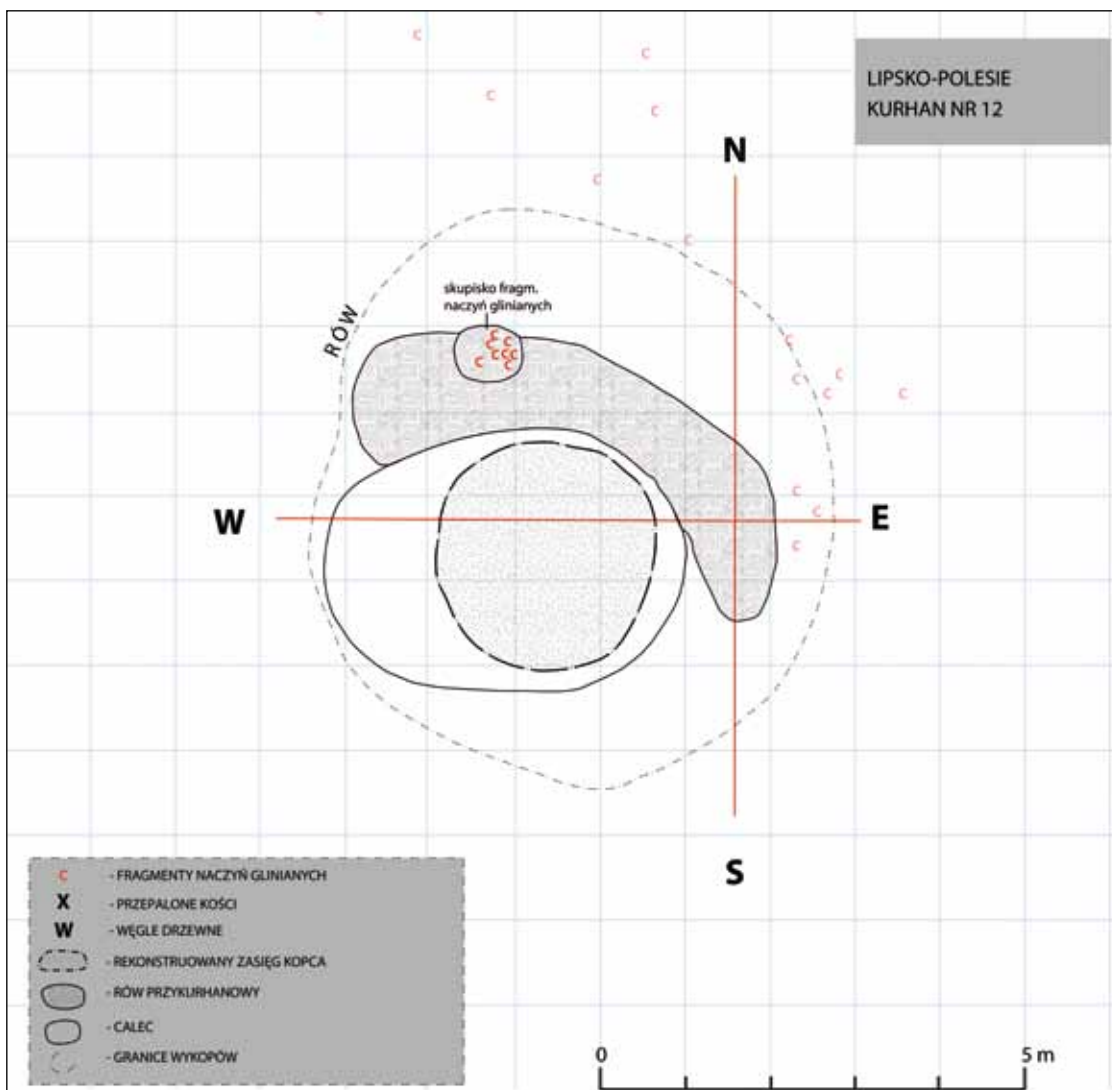 LIPSKO-POLESIE
KURHAN NR 12
N
skupisko fragm.
naczyń glinianych
RÓW
c c c c c c c
W
E
S
c - FRAGMENTY NACZYŃ GLINIANYCH
X - PRZEPALONE KOŚCI
W - WĘGLE DRZEWNE
- REKONSTRUOWANY ZASIĘG KOPCA
- RÓW PRZYKURHANOWY
- CALEC
- GRANICE WYKOPÓW
0 5 m